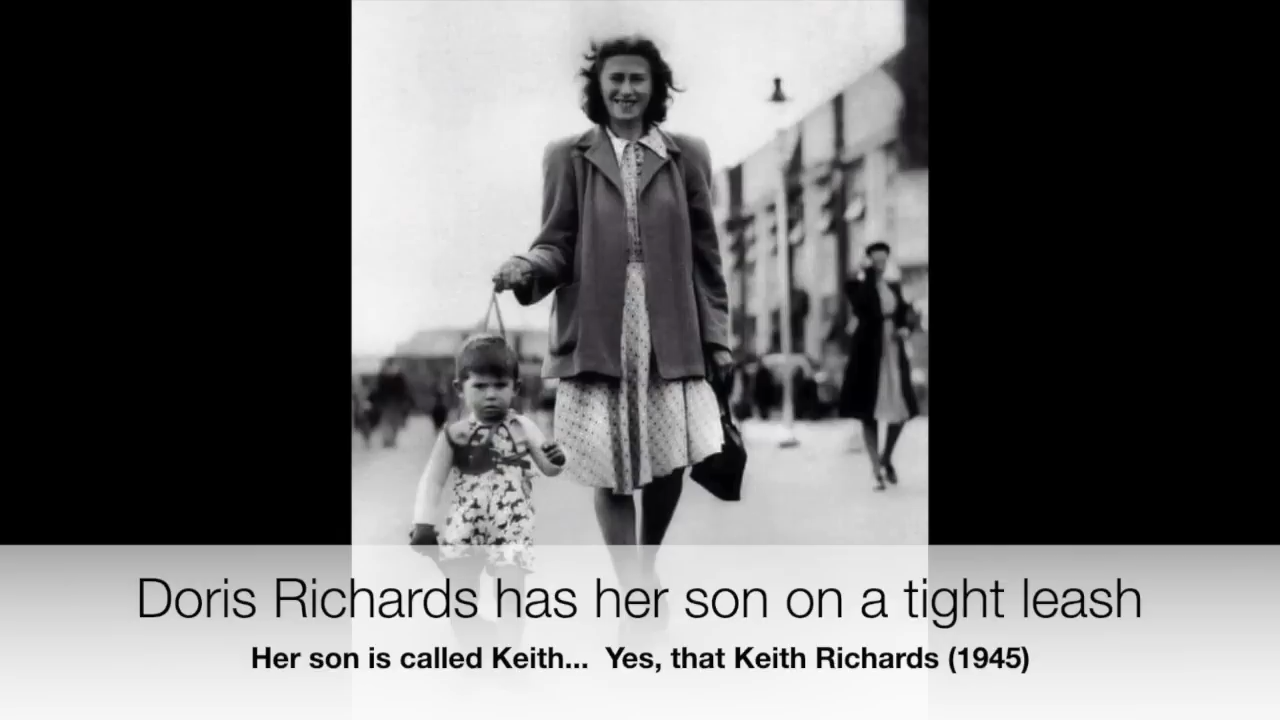 Doris Richards has her son on a tight leash
Her son is called Keith... Yes, that Keith Richards (1945)